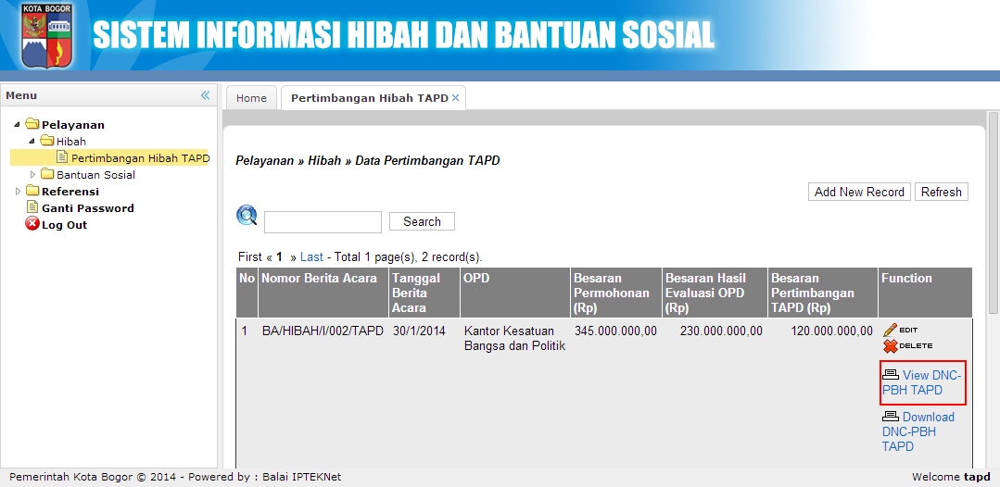 KOTA BOGOR
SISTEM INFORMASI HIBAH DAN BANTUAN SOSIAL
Menu
Pelayanan
Hibah
Pertimbangan Hibah TAPD
Bantuan Sosial
Referensi
Ganti Password
Log Out
Home
Pertimbangan Hibah TAPD
Pelayanan » Hibah » Data Pertimbangan TAPD
Add New Record Refresh
Search
First « 1 » Last - Total 1 page(s), 2 record(s).
No Nomor Berita Acara Tanggal OPD Besaran Besaran Hasil Besaran Function
Berita Permohonan Evaluasi OPD Pertimbangan
Acara (Rp) (Rp) TAPD (Rp)
1 BA/HIBAH/I/002/TAPD 30/1/2014 Kantor Kesatuan 345.000.000,00 230.000.000,00 120.000.000,00 EDIT
Bangsa dan Politik DELETE
View DNC-
PBH TAPD
Download
DNC-PBH
TAPD
Pemerintah Kota Bogor © 2014 - Powered by : Balai IPTEKNet
Welcome tapd